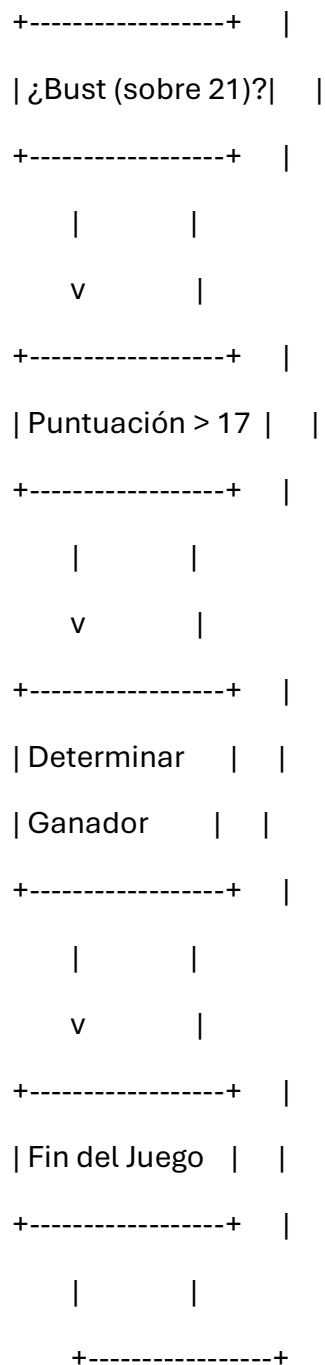 +------------------+ |
| ¿Bust (sobre 21)?| |
+------------------+ |
| |
v |
+------------------+ |
| Puntuación > 17 | |
+------------------+ |
| |
v |
+------------------+ |
| Determinar | |
| Ganador | |
+------------------+ |
| |
v |
+------------------+ |
| Fin del Juego | |
+------------------+ |
| |
+-----------------+